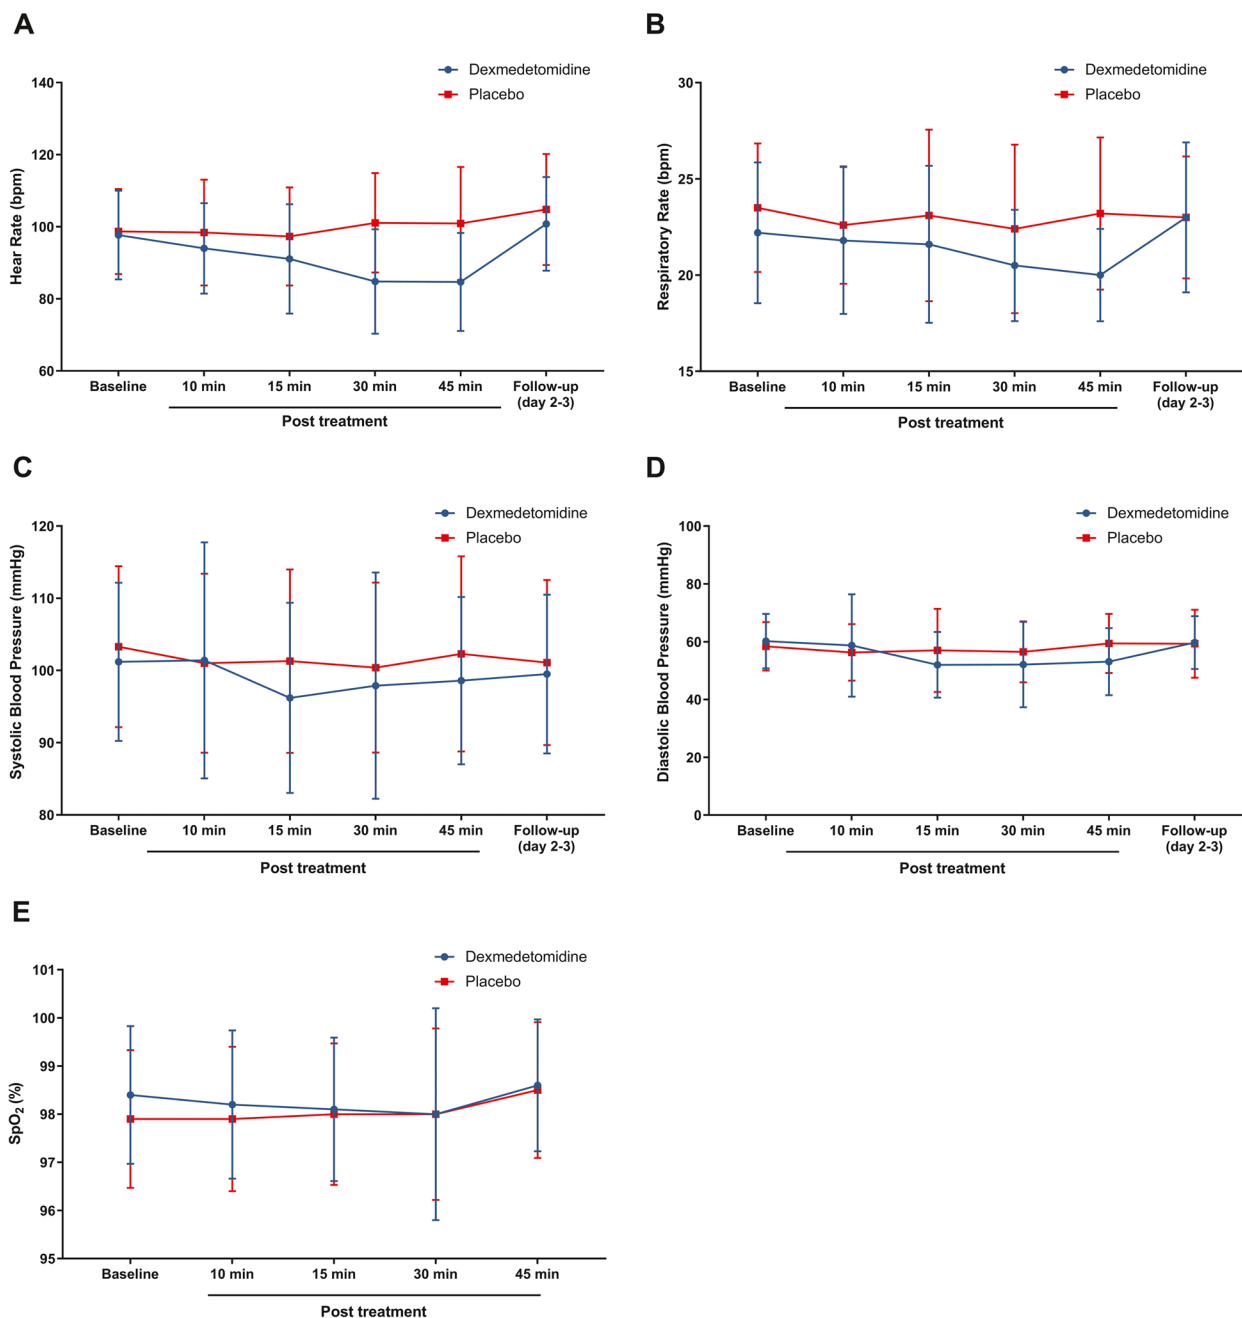 A
Dexmedetomidine
Placebo
Hear Rate (bpm)
140
120
100
80
60
Baseline 10 min 15 min 30 min 45 min Follow-up
(day 2-3)
Post treatment
B
Dexmedetomidine
Placebo
Respiratory Rate (bpm)
30
25
20
15
Baseline 10 min 15 min 30 min 45 min Follow-up
(day 2-3)
Post treatment
C
Dexmedetomidine
Placebo
Systolic Blood Pressure (mmHg)
120
110
100
90
80
Baseline 10 min 15 min 30 min 45 min Follow-up
(day 2-3)
Post treatment
D
Dexmedetomidine
Placebo
Diastolic Blood Pressure (mmHg)
100
80
60
40
20
0
Baseline 10 min 15 min 30 min 45 min Follow-up
(day 2-3)
Post treatment
E
Dexmedetomidine
Placebo
SpO₂ (%)
101
100
99
98
97
96
95
Baseline 10 min 15 min 30 min 45 min
Post treatment